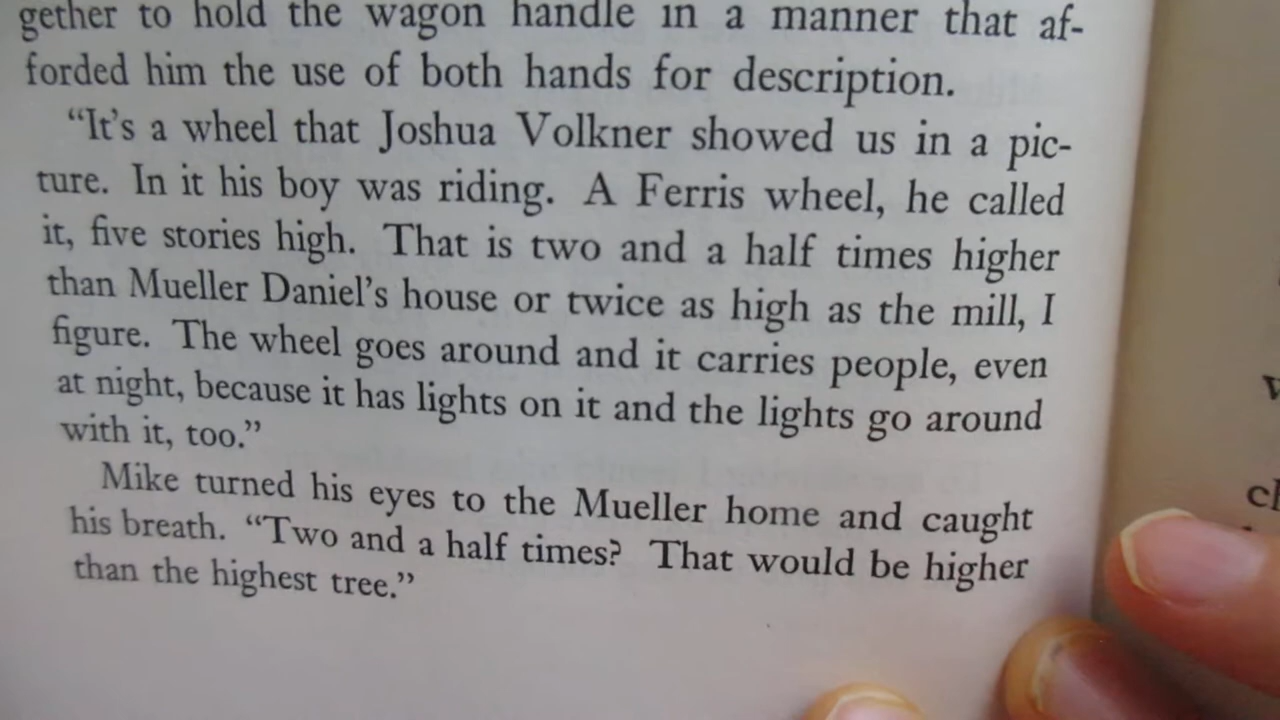 gether to hold the wagon handle in a manner that af-
forded him the use of both hands for description.
“It’s a wheel that Joshua Volkner showed us in a pic-
ture. In it his boy was riding. A Ferris wheel, he called
it, five stories high. That is two and a half times higher
than Mueller Daniel’s house or twice as high as the mill, I
figure. The wheel goes around and it carries people, even
at night, because it has lights on it and the lights go around
with it, too.”
Mike turned his eyes to the Mueller home and caught
his breath. “Two and a half times? That would be higher
than the highest tree.”